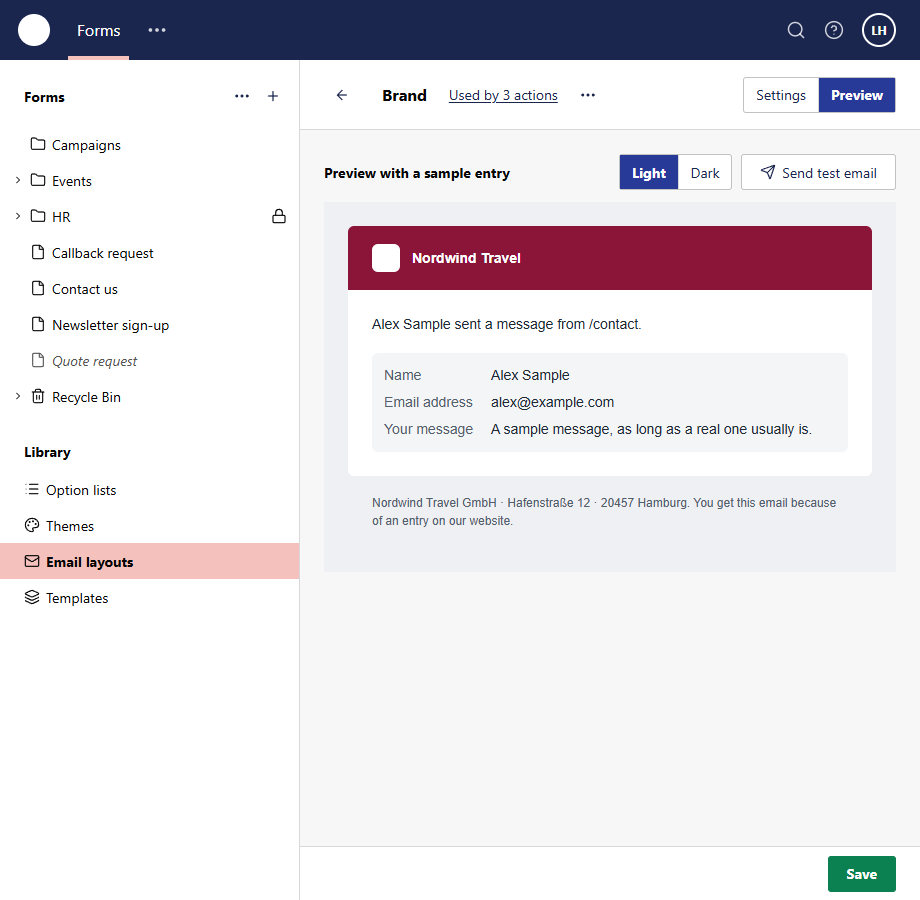 Forms
LH
Forms
Campaigns
Events
HR
Callback request
Contact us
Newsletter sign-up
Quote request
Recycle Bin
Library
Option lists
Themes
Email layouts
Templates
Brand
Used by 3 actions
Settings
Preview
Preview with a sample entry
Light
Dark
Send test email
Nordwind Travel
Alex Sample sent a message from /contact.
Name Alex Sample
Email address alex@example.com
Your message A sample message, as long as a real one usually is.
Nordwind Travel GmbH · Hafenstraße 12 · 20457 Hamburg. You get this email because
of an entry on our website.
Save